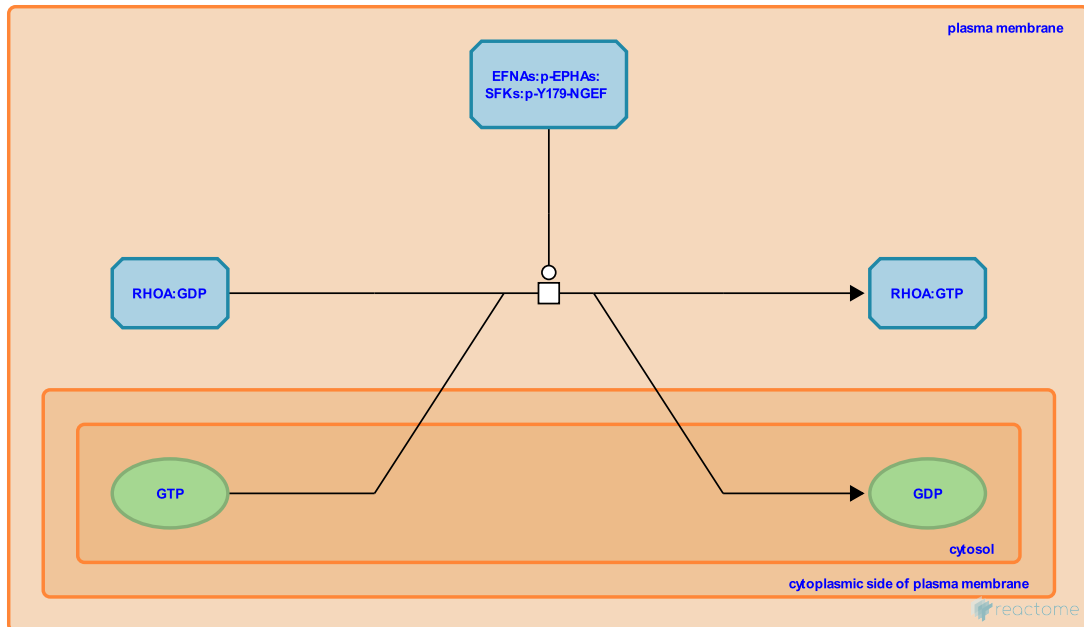 plasma membrane
EFNAs:p-EPHAs:
SFKs:p-Y179-NGEF
RHOA:GDP
RHOA:GTP
GTP
GDP
cytosol
cytoplasmic side of plasma membrane
reactome